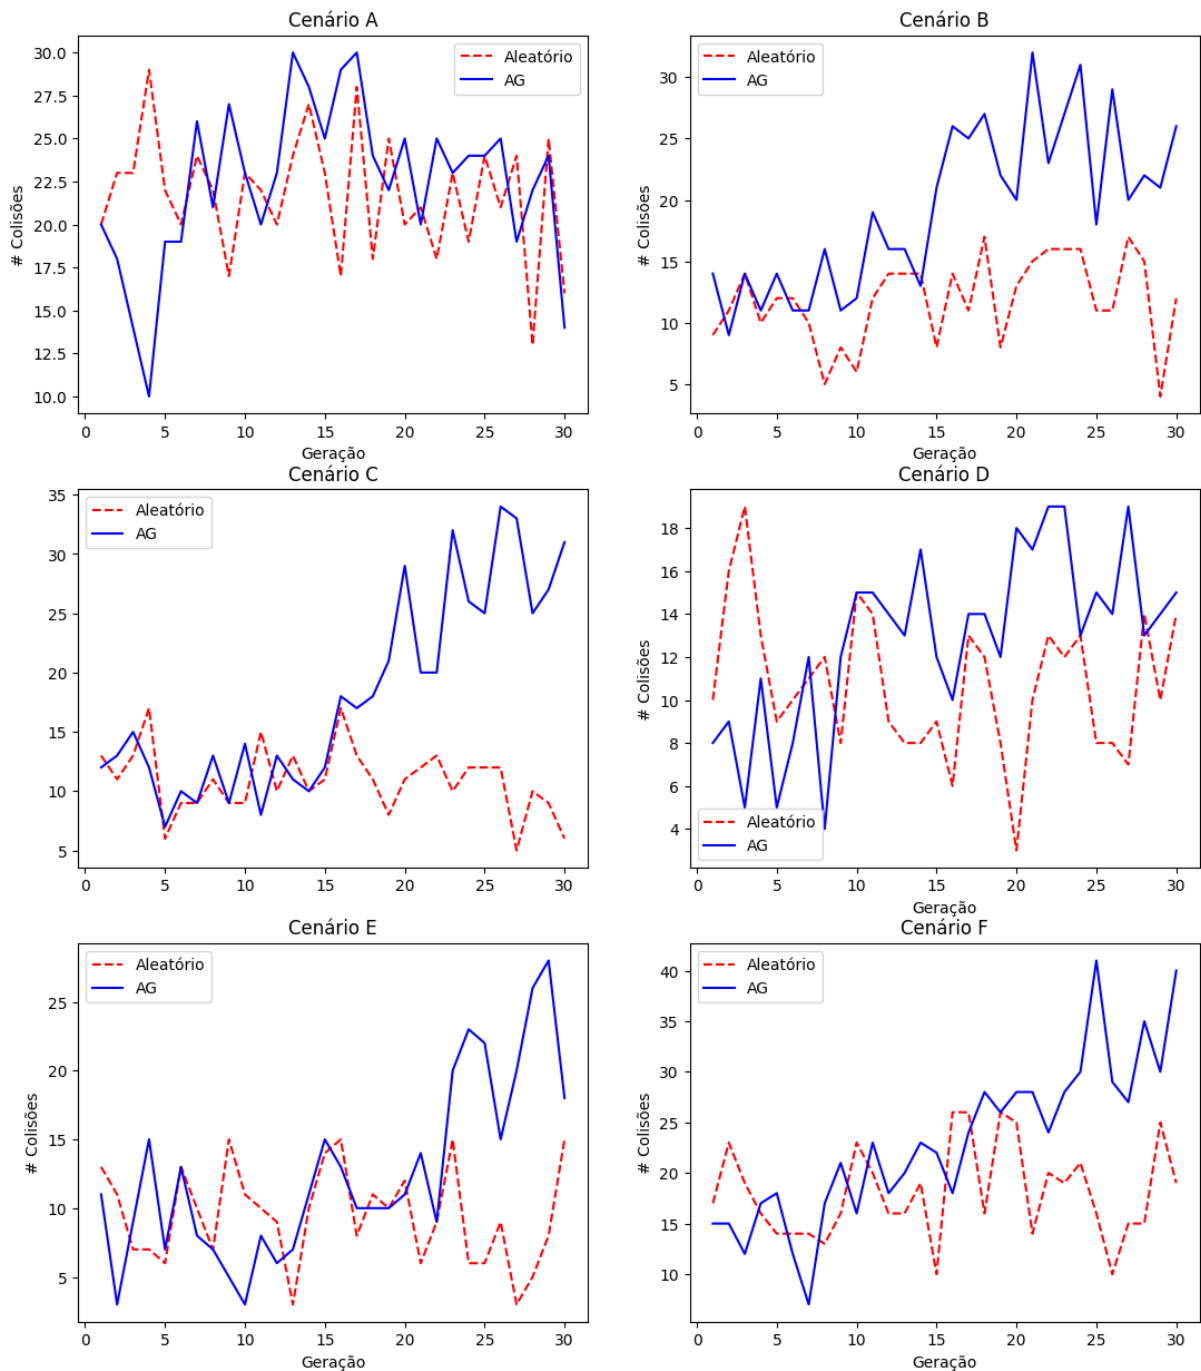 Cenário A
# Colisões
30.0
27.5
25.0
22.5
20.0
17.5
15.0
12.5
10.0
Aleatório
AG
0 5 10 15 20 25 30
Geração
Cenário B
# Colisões
30
25
20
15
10
5
Aleatório
AG
0 5 10 15 20 25 30
Geração
Cenário C
# Colisões
35
30
25
20
15
10
5
Aleatório
AG
0 5 10 15 20 25 30
Cenário D
# Colisões
18
16
14
12
10
8
6
4
Aleatório
AG
0 5 10 15 20 25 30
Geração
Cenário E
# Colisões
25
20
15
10
5
Aleatório
AG
0 5 10 15 20 25 30
Geração
Cenário F
# Colisões
40
35
30
25
20
15
10
Aleatório
AG
0 5 10 15 20 25 30
Geração